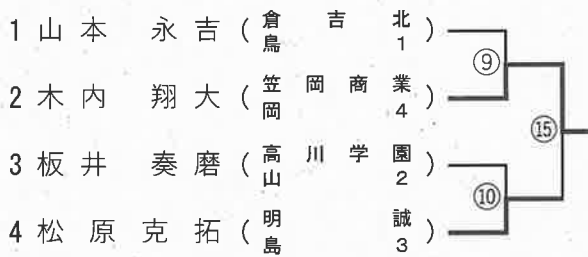 1 山本 永吉 (倉吉北 鳥1)
⑨
2 木内 翔大 (笠岡商業 岡4)
⑮
3 板井 奏磨 (高川学園 山2)
⑩
4 松原 克拓 (明誠 島3)